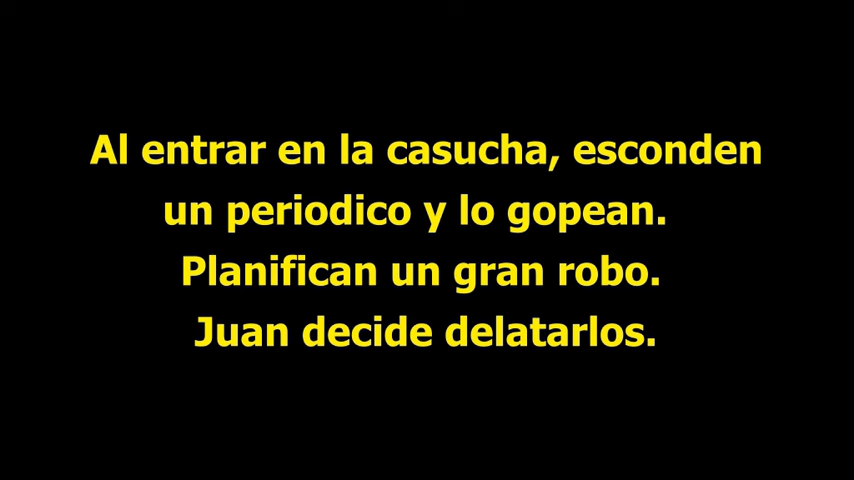 Al entrar en la casucha, esconden
un periodico y lo gopean.
Planifican un gran robo.
Juan decide delatarlos.